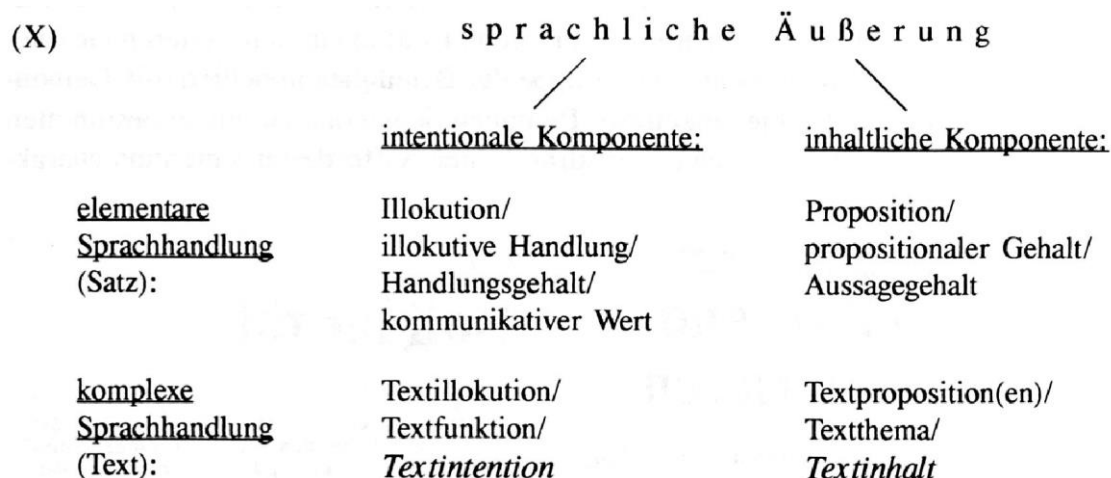 (X) sprachliche Äußerung
intentionale Komponente: inhaltliche Komponente:
elementare Illokution/ Proposition/
Sprachhandlung illokutive Handlung/ propositionaler Gehalt/
(Satz): Handlungsgehalt/ Aussagegehalt
kommunikativer Wert
komplexe Textillokution/ Textproposition(en)/
Sprachhandlung Textfunktion/ Textthema/
(Text): Textintention Textinhalt